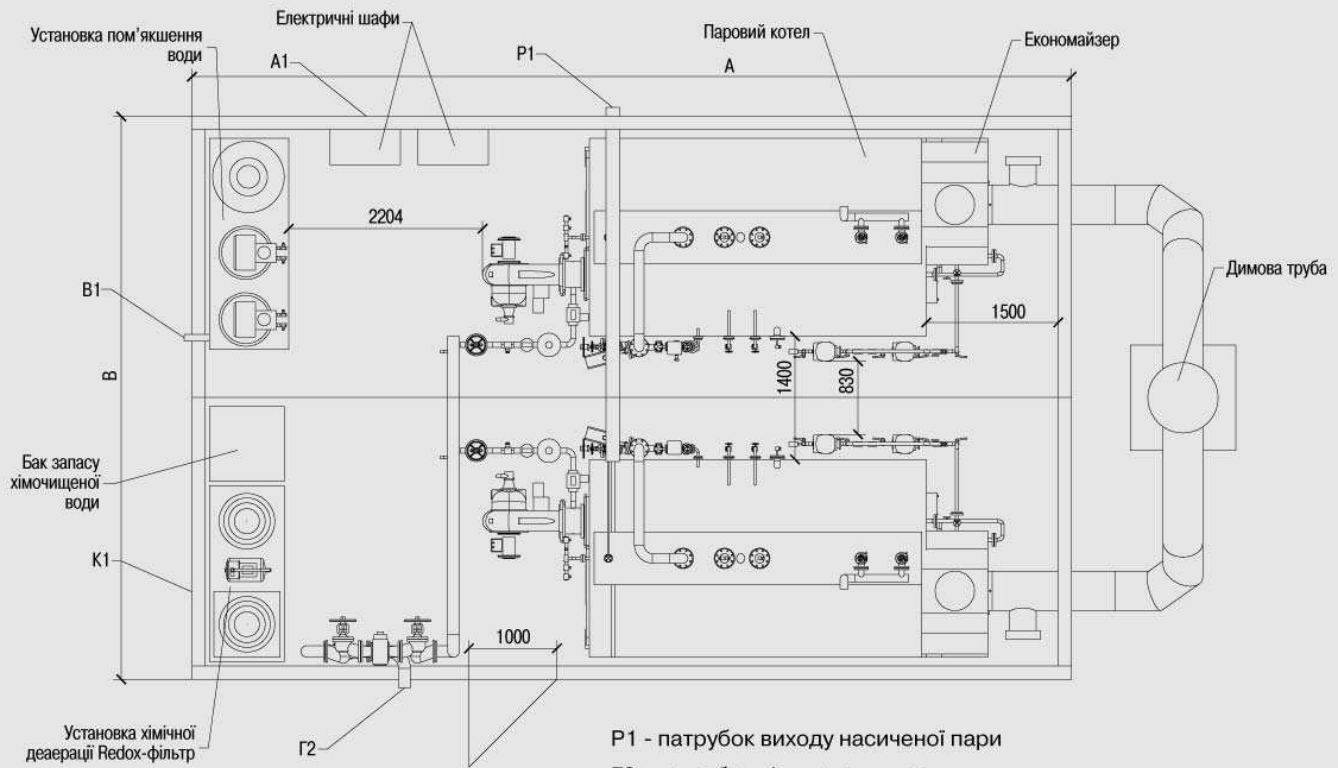 Електричні шафи
Установка пом’якшення
води
А1
Р1
Паровий котел
А
Економайзер
2204
В1
1500
Димова труба
В
1400
830
Бак запасу
хімочищеної
води
К1
1000
Установка хімічної
деаерації Redox-фільтр
Г2
Р1 - патрубок виходу насиченої пари